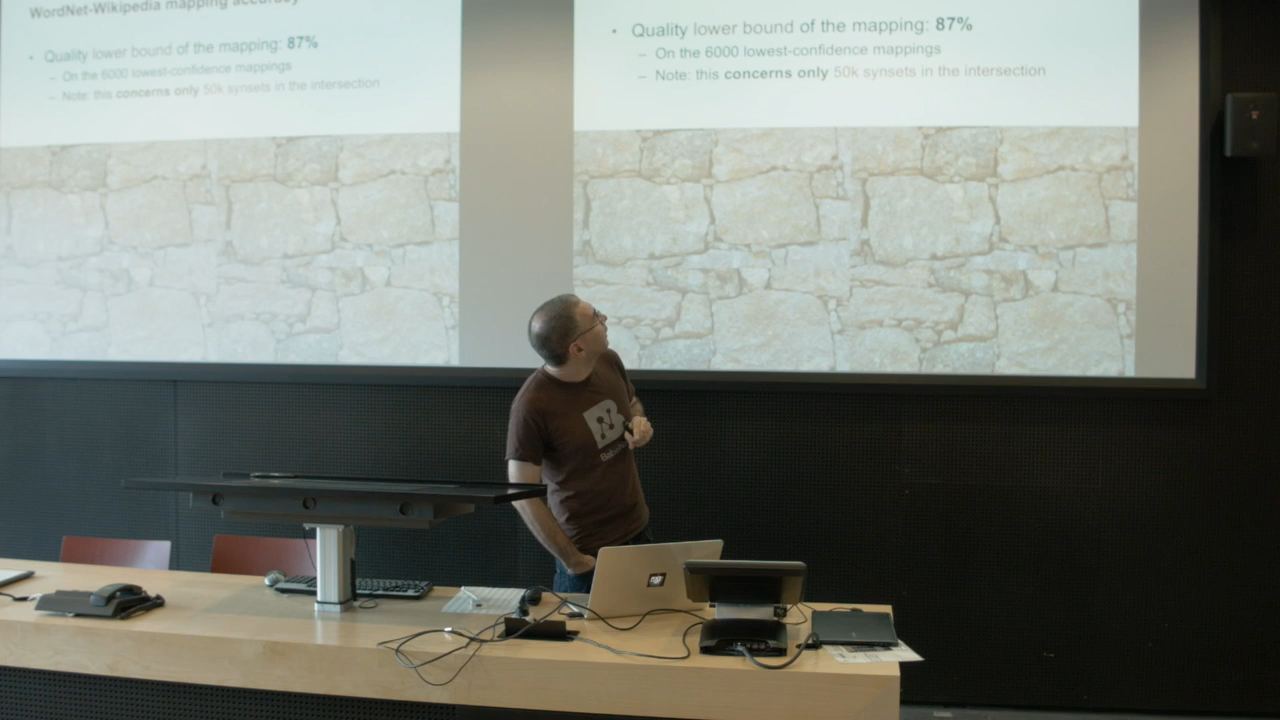 WordNet-Wikipedia mapping accuracy
• Quality lower bound of the mapping: 87%
– On the 6000 lowest-confidence mappings
– Note: this concerns only 50k synsets in the intersection
• Quality lower bound of the mapping: 87%
– On the 6000 lowest-confidence mappings
– Note: this concerns only 50k synsets in the intersection
B